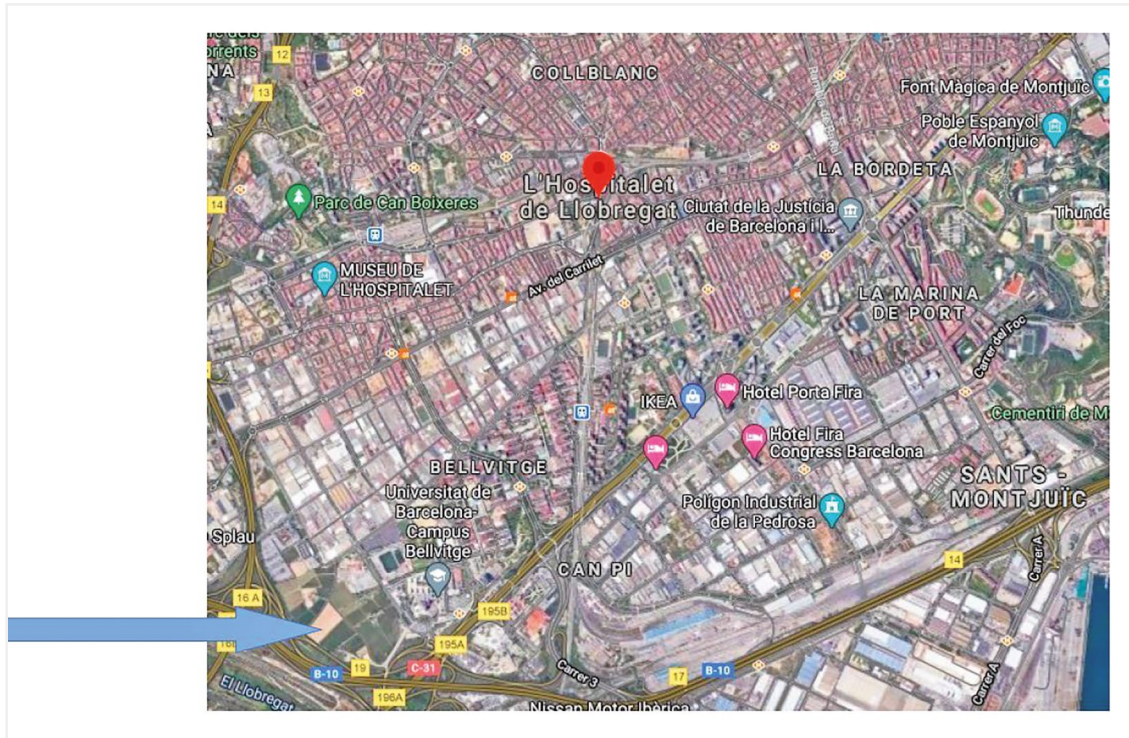 12
13
COLLBLANC
Font Màgica de Montjuïc
Poble Espanyol
de Montjuic
LA BORDETA
L'Hospitalet
de Llobregat
14
Parc de Can Boixeres
Ciutat de la Justícia
de Barcelona i l...
Thunde
MUSEU DE
L'HOSPITALET
Av. del Carrilet
LA MARINA
DE PORT
Carrer del Foc
IKEA
Hotel Porta Fira
Cementiri de M
Hotel Fira
Congress Barcelona
BELLVITGE
SANTS -
MONTJUÏC
Universitat de
Barcelona-
Campus
Bellvitge
Poligon Industrial
de la Pedrosa
Splau
CAN PI
14
Carrer A
16 A
195B
195A
B-10
19
C-31
196A
Carrer 3
17
B-10
Carrer A
El Llobregat
Nissan Motor Ibèrica